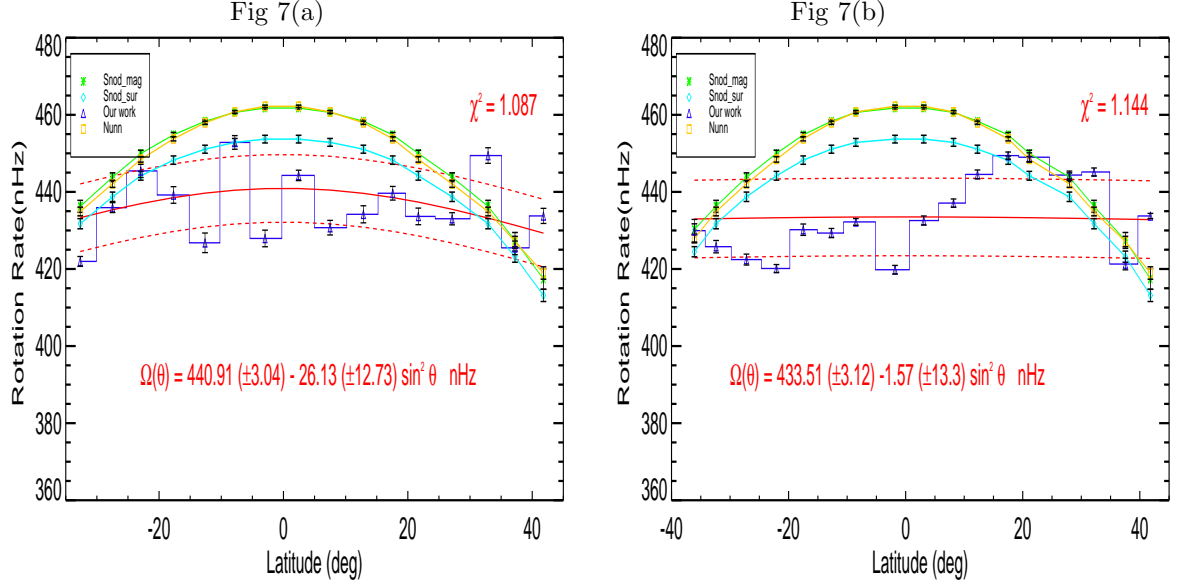 Fig 7(a)
480
460
440
420
400
380
360
Rotation Rate(nHz)
Snod_mag
Snod_sur
Our work
Nunn
χ² = 1.087
Ω(θ) = 440.91 (±3.04) - 26.13 (±12.73) sin² θ nHz
-20 0 20 40
Latitude (deg)
Fig 7(b)
480
460
440
420
400
380
360
Rotation Rate(nHz)
Snod_mag
Snod_sur
Our work
Nunn
χ² = 1.144
Ω(θ) = 433.51 (±3.12) -1.57 (±13.3) sin² θ nHz
-20 0 20 40
Latitude (deg)